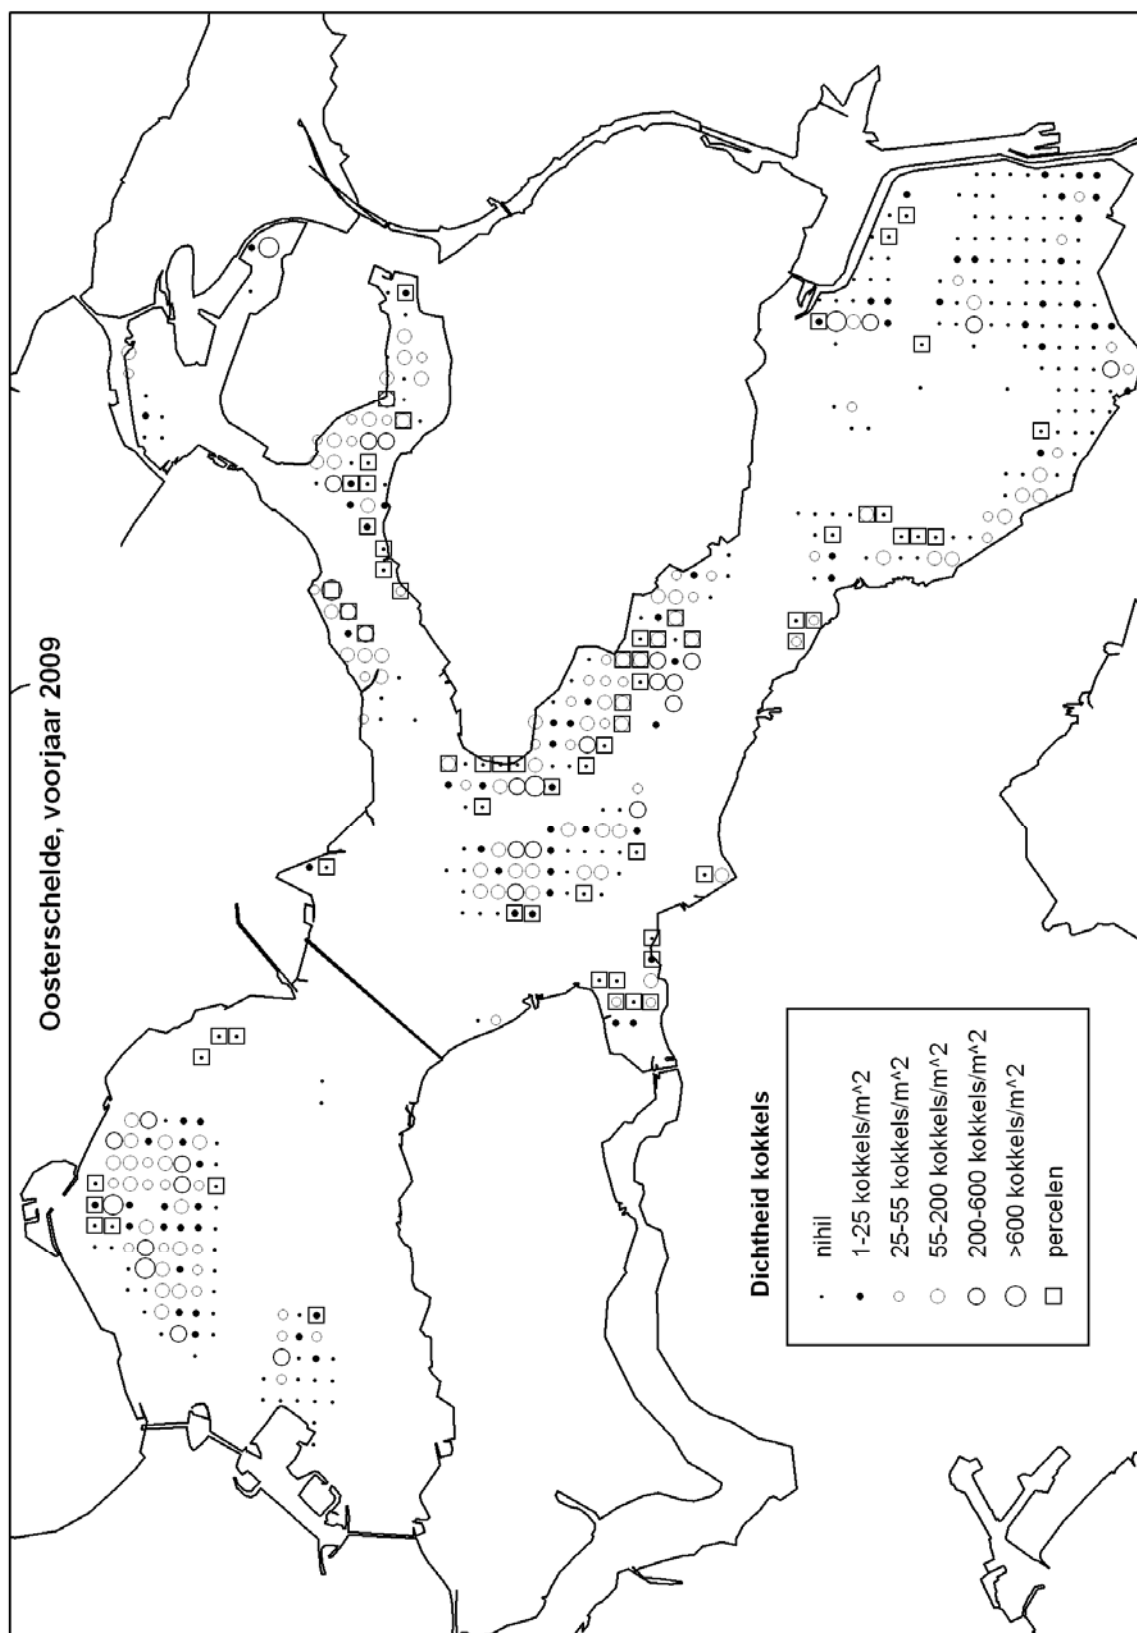 Oosterschelde, voorjaar 2009
Dichtheid kokkels
nihil
1-25 kokkels/m^2
25-55 kokkels/m^2
55-200 kokkels/m^2
200-600 kokkels/m^2
>600 kokkels/m^2
percelen